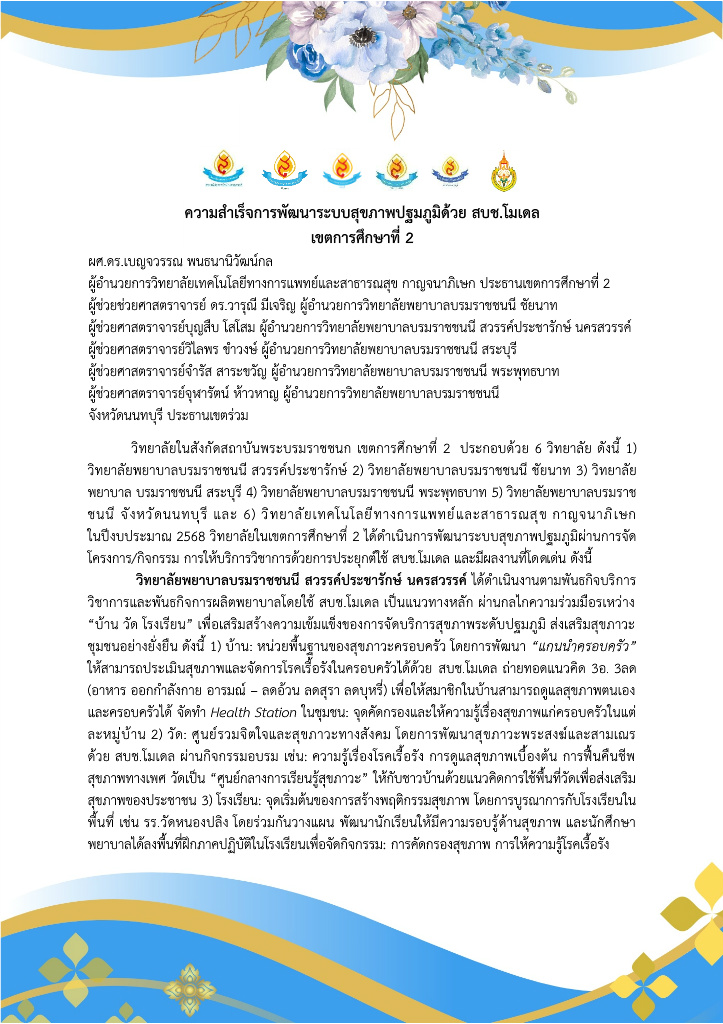 ความสำเร็จการพัฒนาระบบสุขภาพปฐมภูมิด้วย สบช.โมเดล
เขตการศึกษาที่ 2
ผศ.ดร.เบญจวรรณ พนธนานิวัฒน์กุล
ผู้อำนวยการวิทยาลัยเทคโนโลยีทางการแพทย์และสาธารณสุข กาญจนาภิเษก ประธานเขตการศึกษาที่ 2
ผู้ช่วยช่วยศาสตราจารย์ ดร.วารุณี มีเจริญ ผู้อำนวยการวิทยาลัยพยาบาลบรมราชชนนี ชัยนาท
ผู้ช่วยศาสตราจารย์บุญสืบ โสโสม ผู้อำนวยการวิทยาลัยพยาบาลบรมราชชนนี สวรรค์ประชารักษ์ นครสวรรค์
ผู้ช่วยศาสตราจารย์วิไลพร ขำวงษ์ ผู้อำนวยการวิทยาลัยพยาบาลบรมราชชนนี สระบุรี
ผู้ช่วยศาสตราจารย์จำรัส สาระขวัญ ผู้อำนวยการวิทยาลัยพยาบาลบรมราชชนนี พระพุทธบาท
ผู้ช่วยศาสตราจารย์จุฬารัตน์ ห้าวหาญ ผู้อำนวยการวิทยาลัยพยาบาลบรมราชชนนี
จังหวัดนนทบุรี ประธานเขตร่วม
วิทยาลัยในสังกัดสถาบันพระบรมราชชนก เขตการศึกษาที่ 2 ประกอบด้วย 6 วิทยาลัย ดังนี้ 1)
วิทยาลัยพยาบาลบรมราชชนนี สวรรค์ประชารักษ์ 2) วิทยาลัยพยาบาลบรมราชชนนี ชัยนาท 3) วิทยาลัย
พยาบาล บรมราชชนนี สระบุรี 4) วิทยาลัยพยาบาลบรมราชชนนี พระพุทธบาท 5) วิทยาลัยพยาบาลบรมราช
ชนนี จังหวัดนนทบุรี และ 6) วิทยาลัยเทคโนโลยีทางการแพทย์และสาธารณสุข กาญจนาภิเษก
ในปีงบประมาณ 2568 วิทยาลัยในเขตการศึกษาที่ 2 ได้ดำเนินการพัฒนาระบบสุขภาพปฐมภูมิผ่านการจัด
โครงการ/กิจกรรม การให้บริการวิชาการด้วยการประยุกต์ใช้ สบช.โมเดล และมีผลงานที่โดดเด่น ดังนี้
วิทยาลัยพยาบาลบรมราชชนนี สวรรค์ประชารักษ์ นครสวรรค์ ได้ดำเนินงานตามพันธกิจบริการ
วิชาการและพันธกิจการผลิตพยาบาลโดยใช้ สบช.โมเดล เป็นแนวทางหลัก ผ่านกลไกความร่วมมือระหว่าง
“บ้าน วัด โรงเรียน” เพื่อเสริมสร้างความเข้มแข็งของการจัดบริการสุขภาพระดับปฐมภูมิ ส่งเสริมสุขภาวะ
ชุมชนอย่างยั่งยืน ดังนี้ 1) บ้าน: หน่วยพื้นฐานของสุขภาวะครอบครัว โดยการพัฒนา “แกนนำครอบครัว”
ให้สามารถประเมินสุขภาพและจัดการโรคเรื้อรังในครอบครัวได้ด้วย สบช.โมเดล ถ่ายทอดแนวคิด 3อ. 3ลด
(อาหาร ออกกำลังกาย อารมณ์ – ลดอ้วน ลดสุรา ลดบุหรี่) เพื่อให้สมาชิกในบ้านสามารถดูแลสุขภาพตนเอง
และครอบครัวได้ จัดทำ Health Station ในชุมชน: จุดคัดกรองและให้ความรู้เรื่องสุขภาพแก่ครอบครัวในแต่
ละหมู่บ้าน 2) วัด: ศูนย์รวมจิตใจและสุขภาวะทางสังคม โดยการพัฒนาสุขภาวะพระสงฆ์และสามเณร
ด้วย สบช.โมเดล ผ่านกิจกรรมอบรม เช่น: ความรู้เรื่องโรคเรื้อรัง การดูแลสุขภาพเบื้องต้น การฟื้นคืนชีพ
สุขภาพทางเพศ วัดเป็น “ศูนย์กลางการเรียนรู้สุขภาวะ” ให้กับชาวบ้านด้วยแนวคิดการใช้พื้นที่วัดเพื่อส่งเสริม
สุขภาพของประชาชน 3) โรงเรียน: จุดเริ่มต้นของการสร้างพฤติกรรมสุขภาพ โดยการบูรณาการกับโรงเรียนใน
พื้นที่ เช่น รร.วัดหนองปลิง โดยร่วมกันวางแผน พัฒนานักเรียนให้มีความรอบรู้ด้านสุขภาพ และนักศึกษา
พยาบาลได้ลงพื้นที่ฝึกภาคปฏิบัติในโรงเรียนเพื่อจัดกิจกรรม: การคัดกรองสุขภาพ การให้ความรู้โรคเรื้อรัง